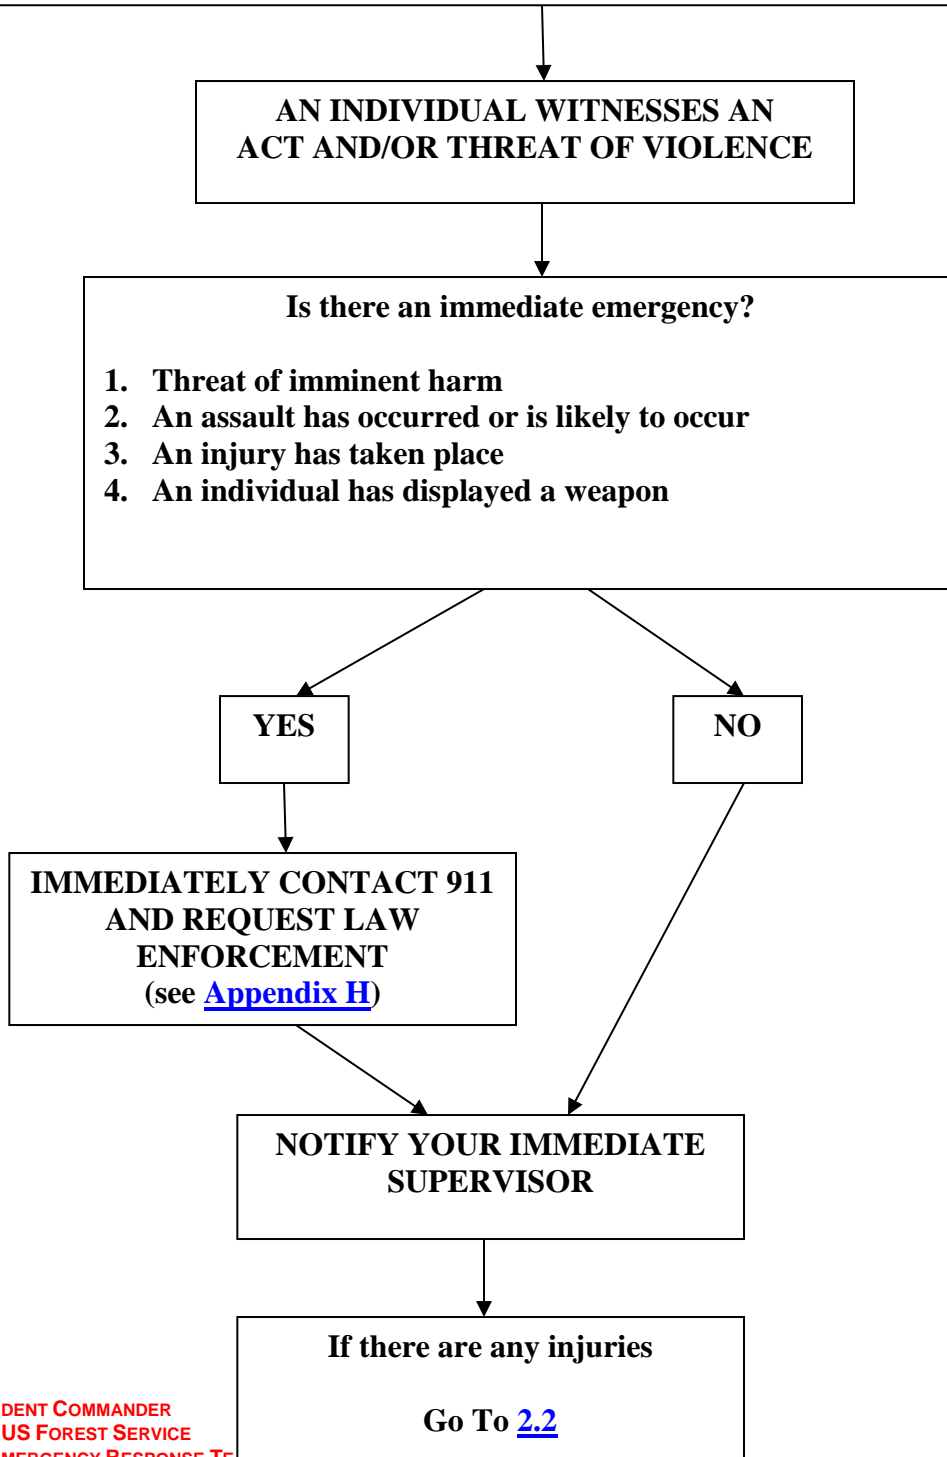 AN INDIVIDUAL WITNESSES AN
ACT AND/OR THREAT OF VIOLENCE
Is there an immediate emergency?
1. Threat of imminent harm
2. An assault has occurred or is likely to occur
3. An injury has taken place
4. An individual has displayed a weapon
YES
NO
IMMEDIATELY CONTACT 911
AND REQUEST LAW
ENFORCEMENT
(see Appendix H)
NOTIFY YOUR IMMEDIATE
SUPERVISOR
If there are any injuries
Go To 2.2
DENT COMMANDER
US FOREST SERVICE
MERGENCY RESPONSE TE